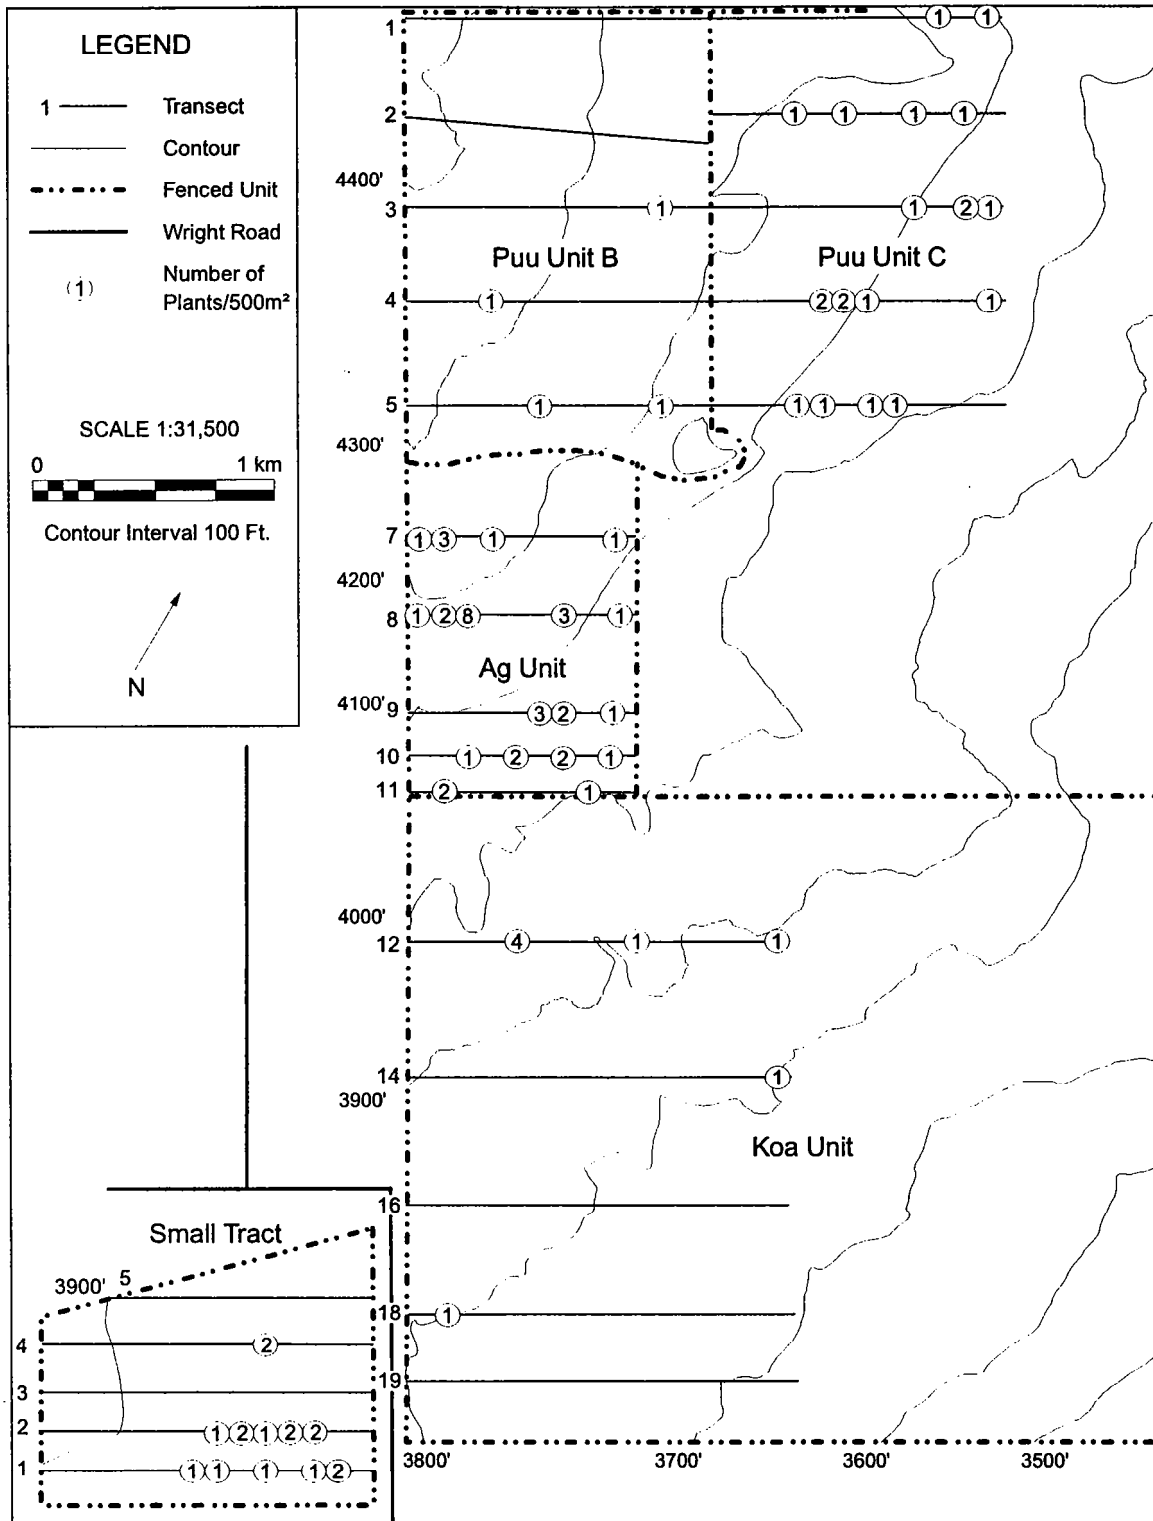 LEGEND
1 Transect
Contour
Fenced Unit
Wright Road
(1) Number of
Plants/500m²
SCALE 1:31,500
0 1 km
Contour Interval 100 Ft.
N
1 1 1
2 1 1 1 1
4400'
3 1 1 2 1
Puu Unit B Puu Unit C
4 1 2 2 1 1
5 1 1 1 1 1 1
4300'
7 1 3 1 1
4200'
8 1 2 8 3 1
Ag Unit
4100'
9 3 2 1
10 1 2 2 1
11 2 1
4000'
12 4 1 1
14 1
3900'
Koa Unit
16
Small Tract
3900' 5
18 1
4 2
19
3
2 1 2 1 2 2
1 1 1 1 1 2
3800' 3700' 3600' 3500'